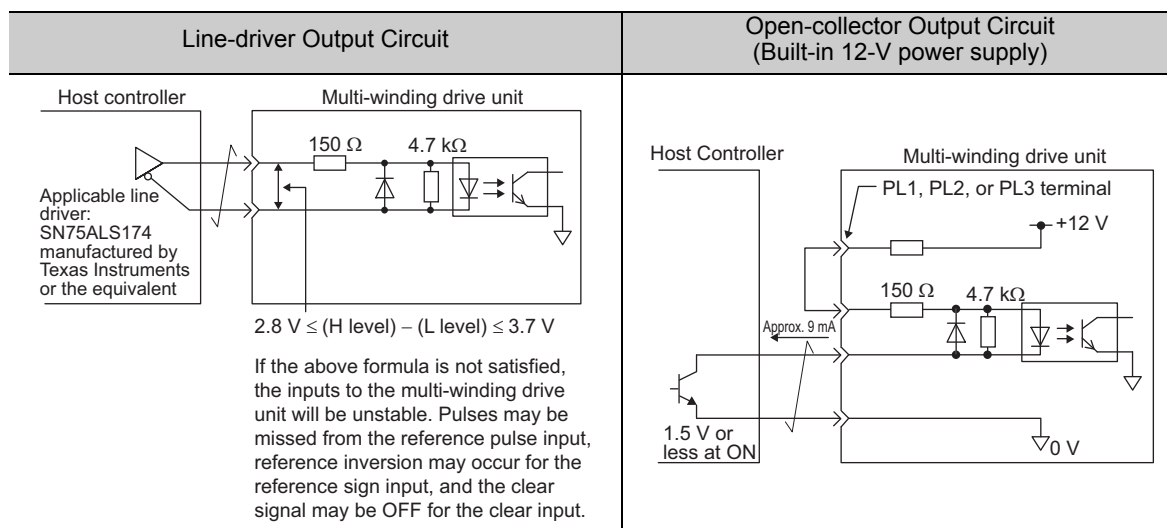 Line-driver Output Circuit
Open-collector Output Circuit
(Built-in 12-V power supply)
Host controller
Multi-winding drive unit
150 Ω
4.7 kΩ
Applicable line
driver:
SN75ALS174
manufactured by
Texas Instruments
or the equivalent
2.8 V ≤ (H level) – (L level) ≤ 3.7 V
If the above formula is not satisfied,
the inputs to the multi-winding drive
unit will be unstable. Pulses may be
missed from the reference pulse input,
reference inversion may occur for the
reference sign input, and the clear
signal may be OFF for the clear input.
Host Controller
Multi-winding drive unit
PL1, PL2, or PL3 terminal
+12 V
150 Ω
4.7 kΩ
Approx. 9 mA
1.5 V or
less at ON
0 V